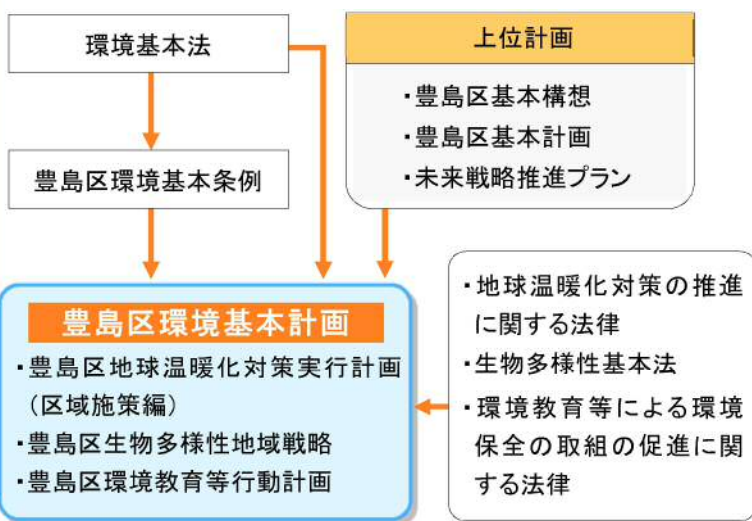 環境基本法
豊島区環境基本条例
上位計画
・豊島区基本構想
・豊島区基本計画
・未来戦略推進プラン
豊島区環境基本計画
・豊島区地球温暖化対策実行計画
（区域施策編）
・豊島区生物多様性地域戦略
・豊島区環境教育等行動計画
・地球温暖化対策の推進
に関する法律
・生物多様性基本法
・環境教育等による環境
保全の取組の促進に関
する法律